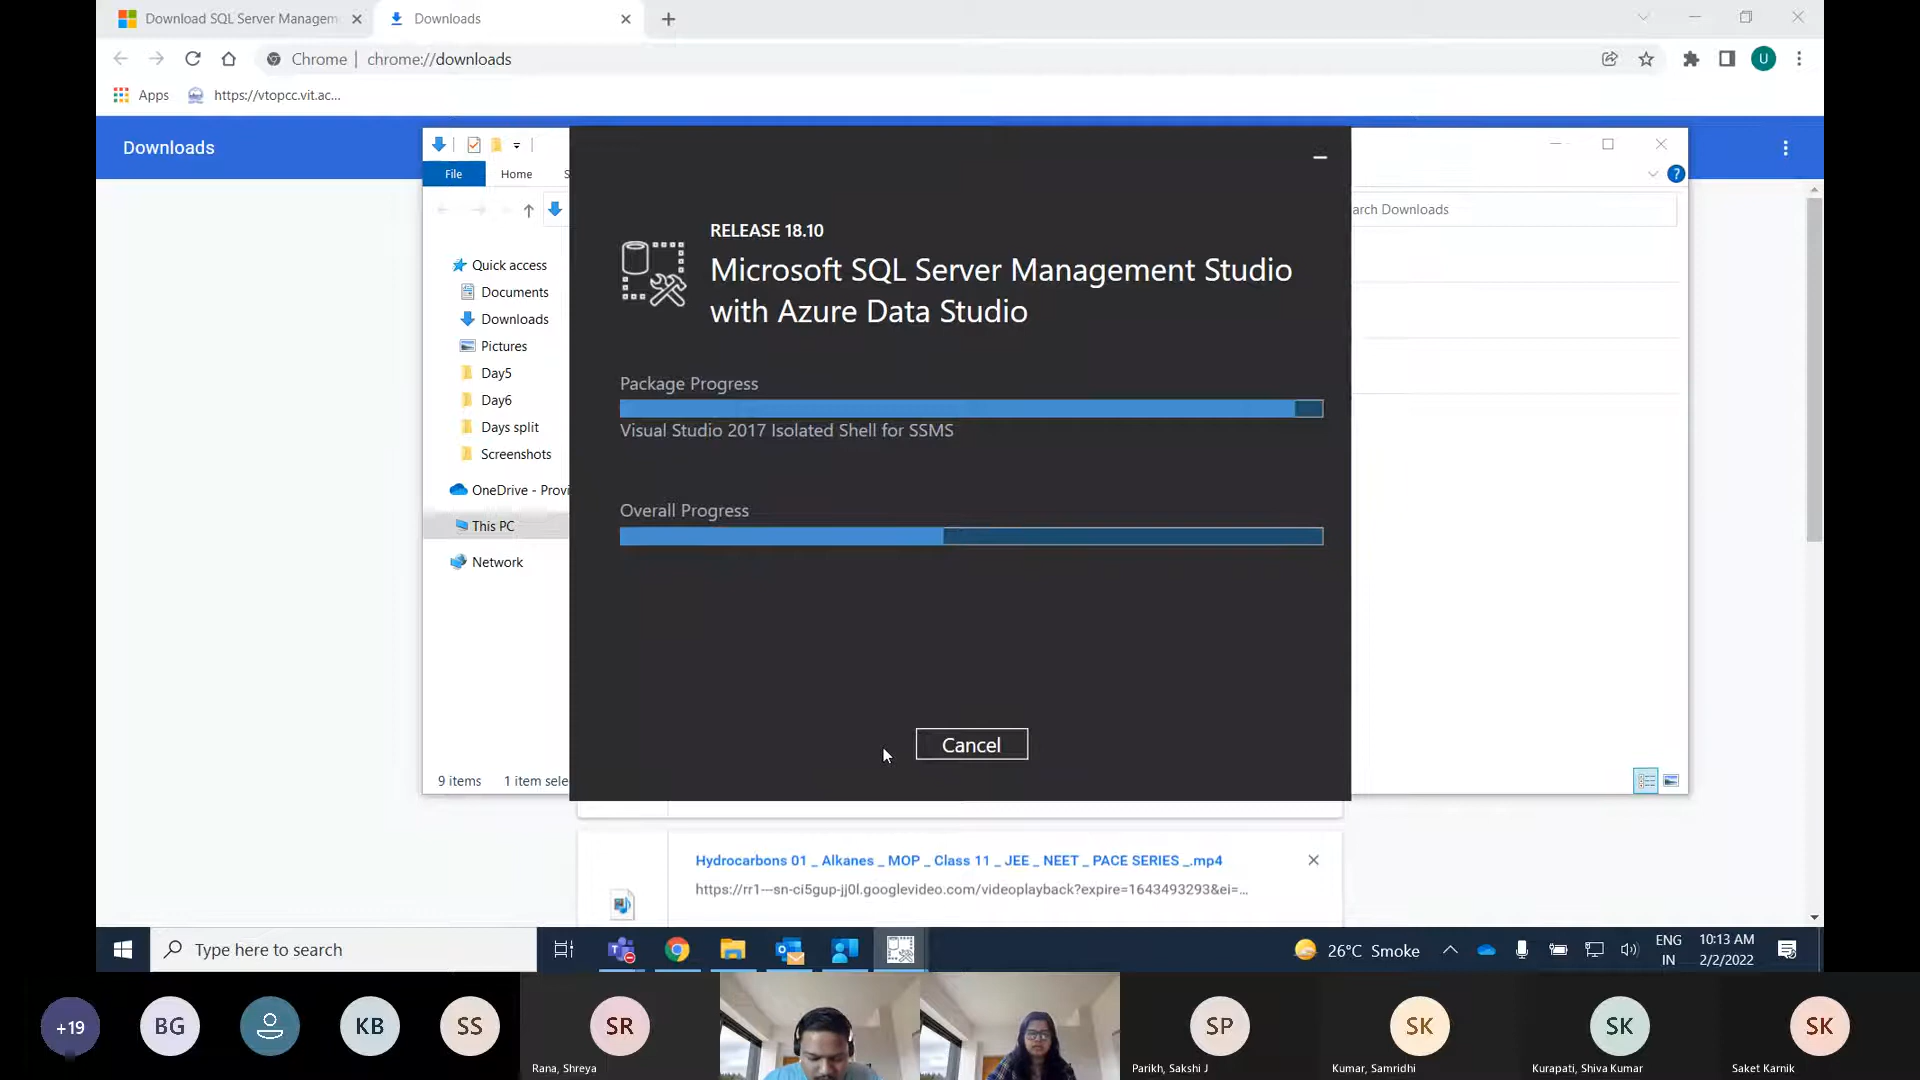 Download SQL Server Managem
Downloads
Chrome | chrome://downloads
U
Apps
https://vtopcc.vit.ac...
Downloads
File
Home
S
?
arch Downloads
Quick access
Documents
Downloads
Pictures
Day5
Day6
Days split
Screenshots
OneDrive - Provi
This PC
Network
9 items
1 item sele
RELEASE 18.10
Microsoft SQL Server Management Studio
with Azure Data Studio
Package Progress
Visual Studio 2017 Isolated Shell for SSMS
Overall Progress
Cancel
Hydrocarbons 01 _ Alkanes _ MOP _ Class 11 _ JEE _ NEET _ PACE SERIES _.mp4
https://rr1---sn-ci5gup-jj0l.googlevideo.com/videoplayback?expire=1643493293&ei=...
Type here to search
26°C Smoke
ENG
IN
10:13 AM
2/2/2022
+19
BG
KB
SS
SR
Rana, Shreya
SP
Parikh, Sakshi J
SK
Kumar, Samridhi
SK
Kurapati, Shiva Kumar
SK
Saket Karnik